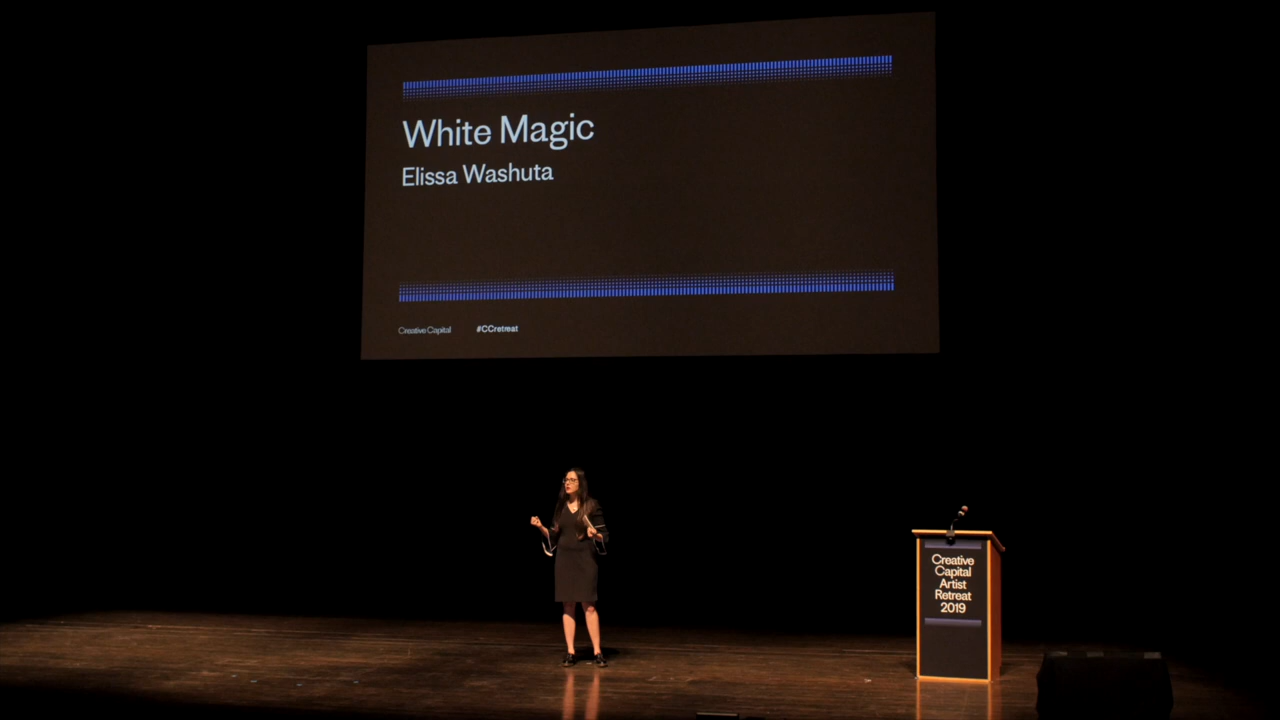 White Magic
Elissa Washuta
Creative Capital #CCretreat
Creative
Capital
Artist
Retreat
2019